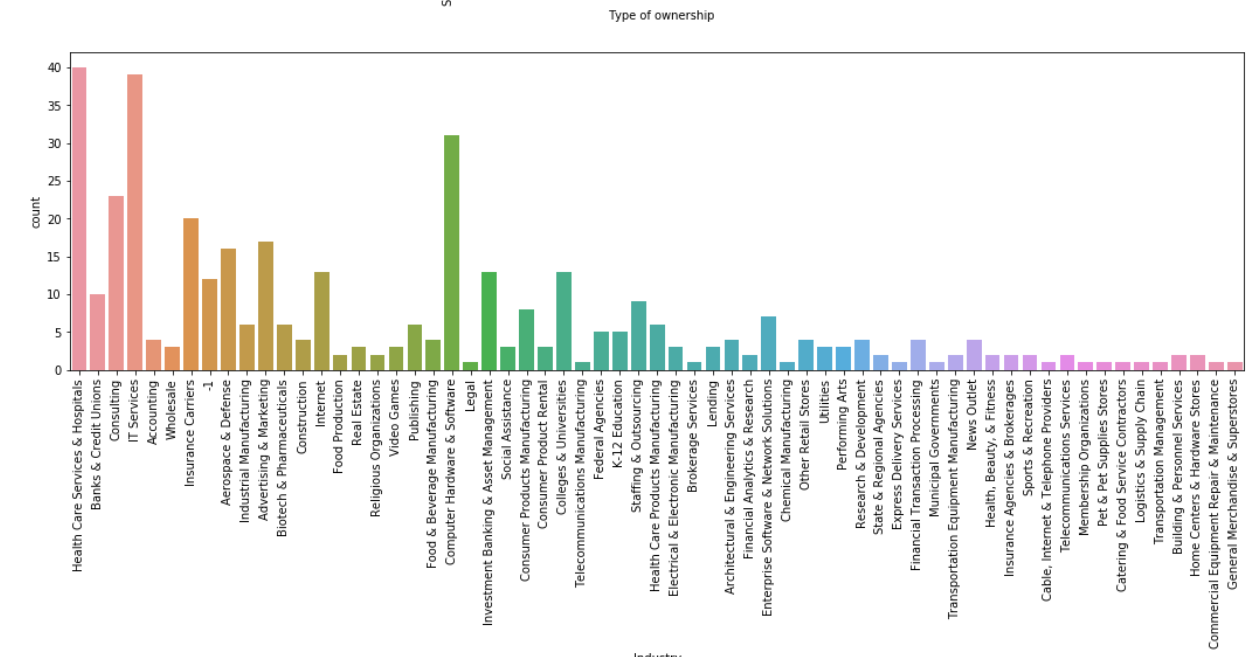 S
Type of ownership
40
35
30
25
20
15
10
5
0
count
Health Care Services & Hospitals
Banks & Credit Unions
Consulting
IT Services
Accounting
Wholesale
Insurance Carriers
-1
Aerospace & Defense
Industrial Manufacturing
Advertising & Marketing
Biotech & Pharmaceuticals
Construction
Internet
Food Production
Real Estate
Religious Organizations
Video Games
Publishing
Food & Beverage Manufacturing
Computer Hardware & Software
Legal
Investment Banking & Asset Management
Social Assistance
Consumer Products Manufacturing
Consumer Product Rental
Colleges & Universities
Telecommunications Manufacturing
Federal Agencies
K-12 Education
Staffing & Outsourcing
Health Care Products Manufacturing
Electrical & Electronic Manufacturing
Brokerage Services
Lending
Architectural & Engineering Services
Financial Analytics & Research
Enterprise Software & Network Solutions
Chemical Manufacturing
Other Retail Stores
Utilities
Performing Arts
Research & Development
State & Regional Agencies
Express Delivery Services
Financial Transaction Processing
Municipal Governments
Transportation Equipment Manufacturing
News Outlet
Health, Beauty, & Fitness
Insurance Agencies & Brokerages
Sports & Recreation
Cable, Internet & Telephone Providers
Telecommunications Services
Membership Organizations
Pet & Pet Supplies Stores
Catering & Food Service Contractors
Logistics & Supply Chain
Transportation Management
Building & Personnel Services
Home Centers & Hardware Stores
Commercial Equipment Repair & Maintenance
General Merchandise & Superstores
Industry